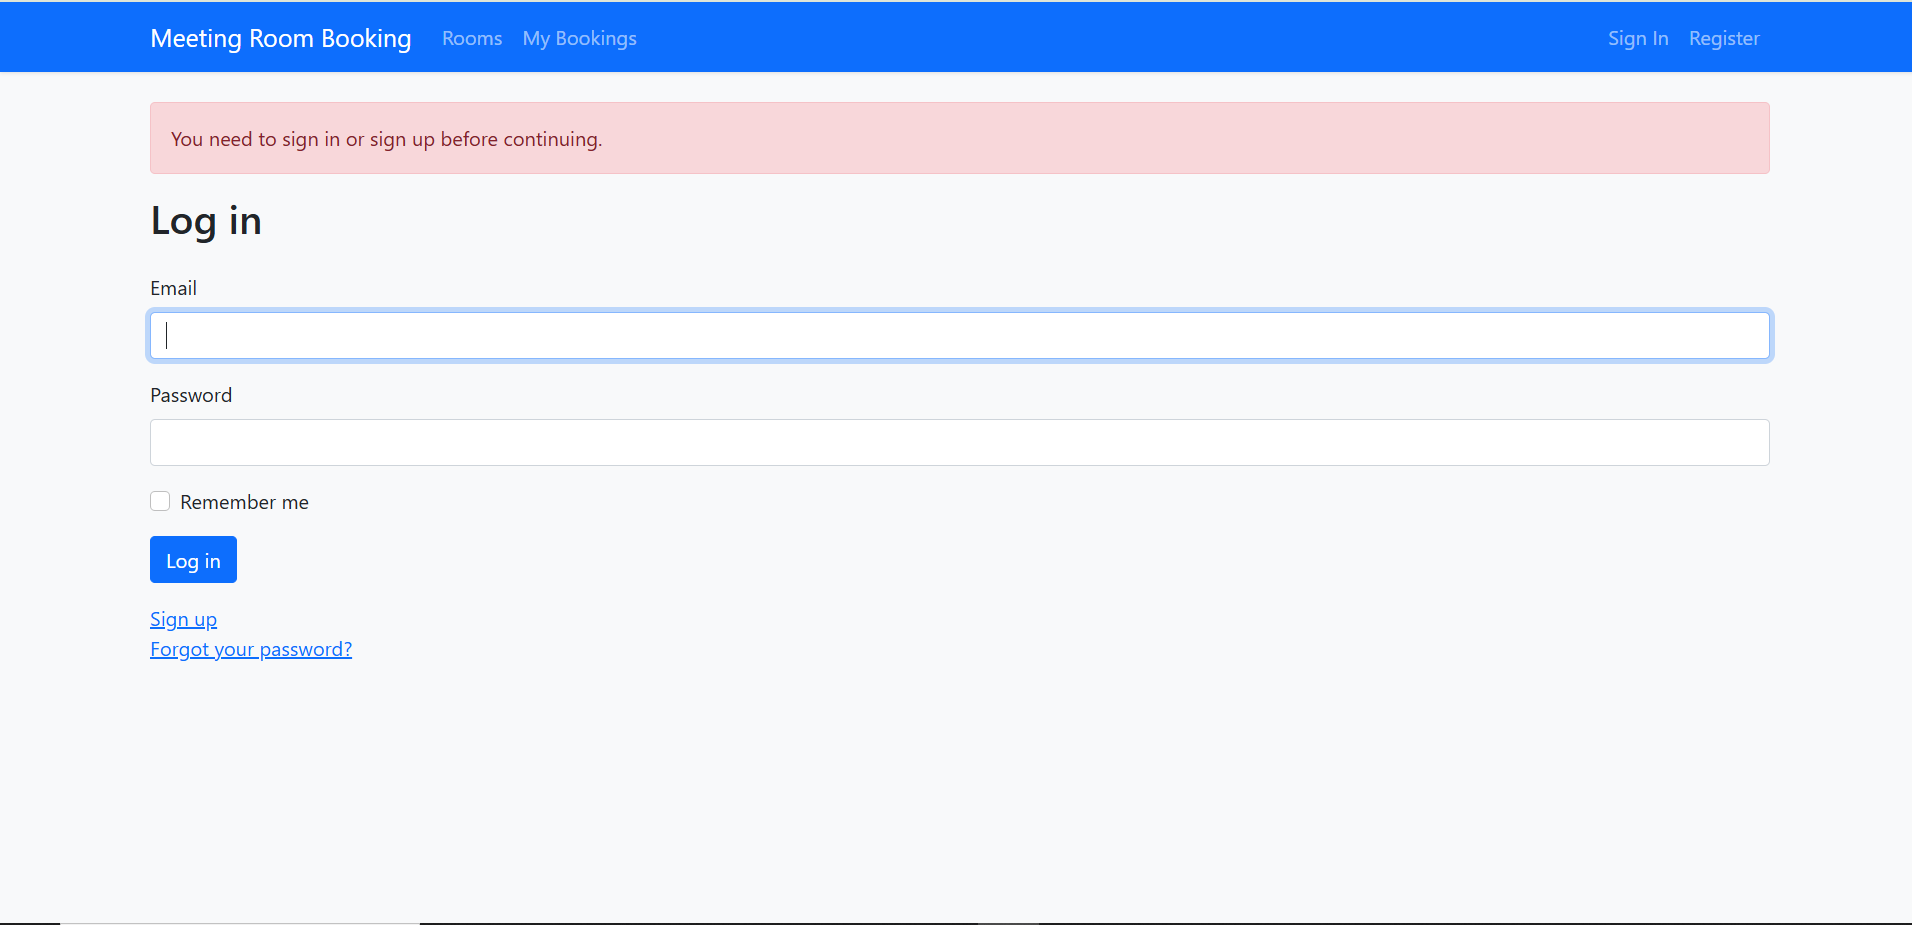 Meeting Room Booking Rooms My Bookings Sign In Register
You need to sign in or sign up before continuing.
Log in
Email
Password
Remember me
Log in
Sign up
Forgot your password?